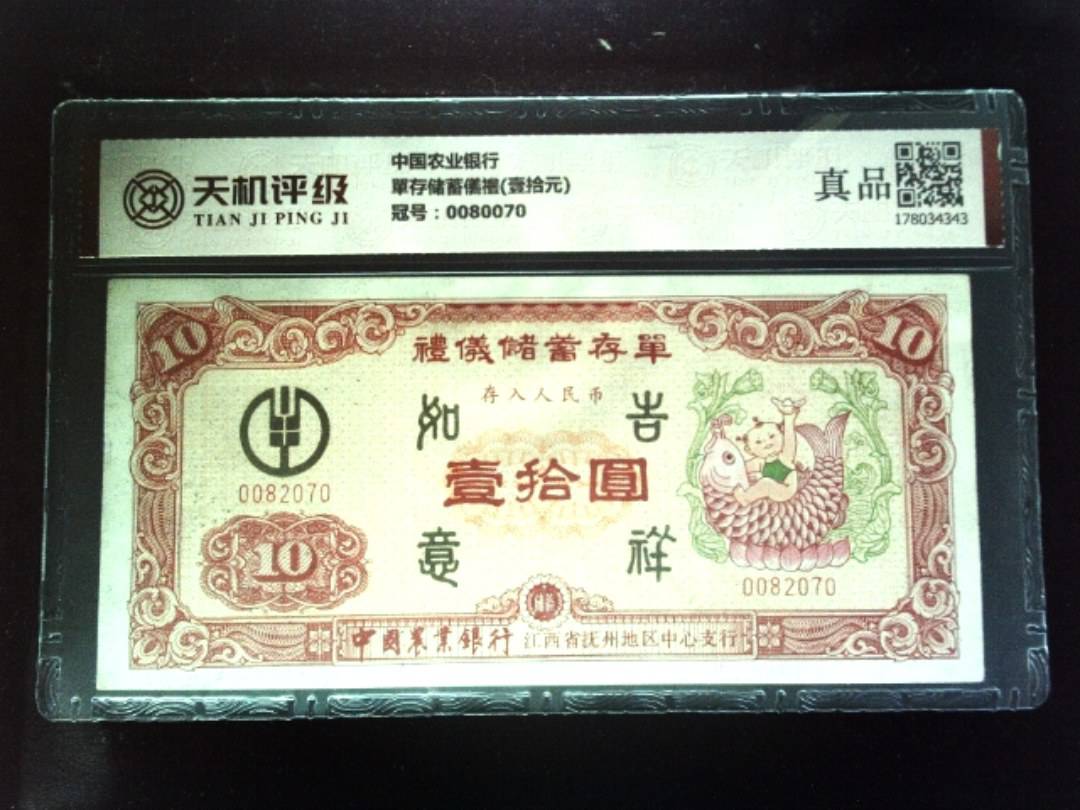 天机评级
TIAN JI PING JI
中国农业银行
單存储蓄儀禮(壹拾元)
冠号：0080070
真品
178034343
10
10
禮儀储蓄存單
存入人民币
如
吉
壹拾圓
0082070
10
意
祥
0082070
中國农業銀行 江西省抚州地区中心支行